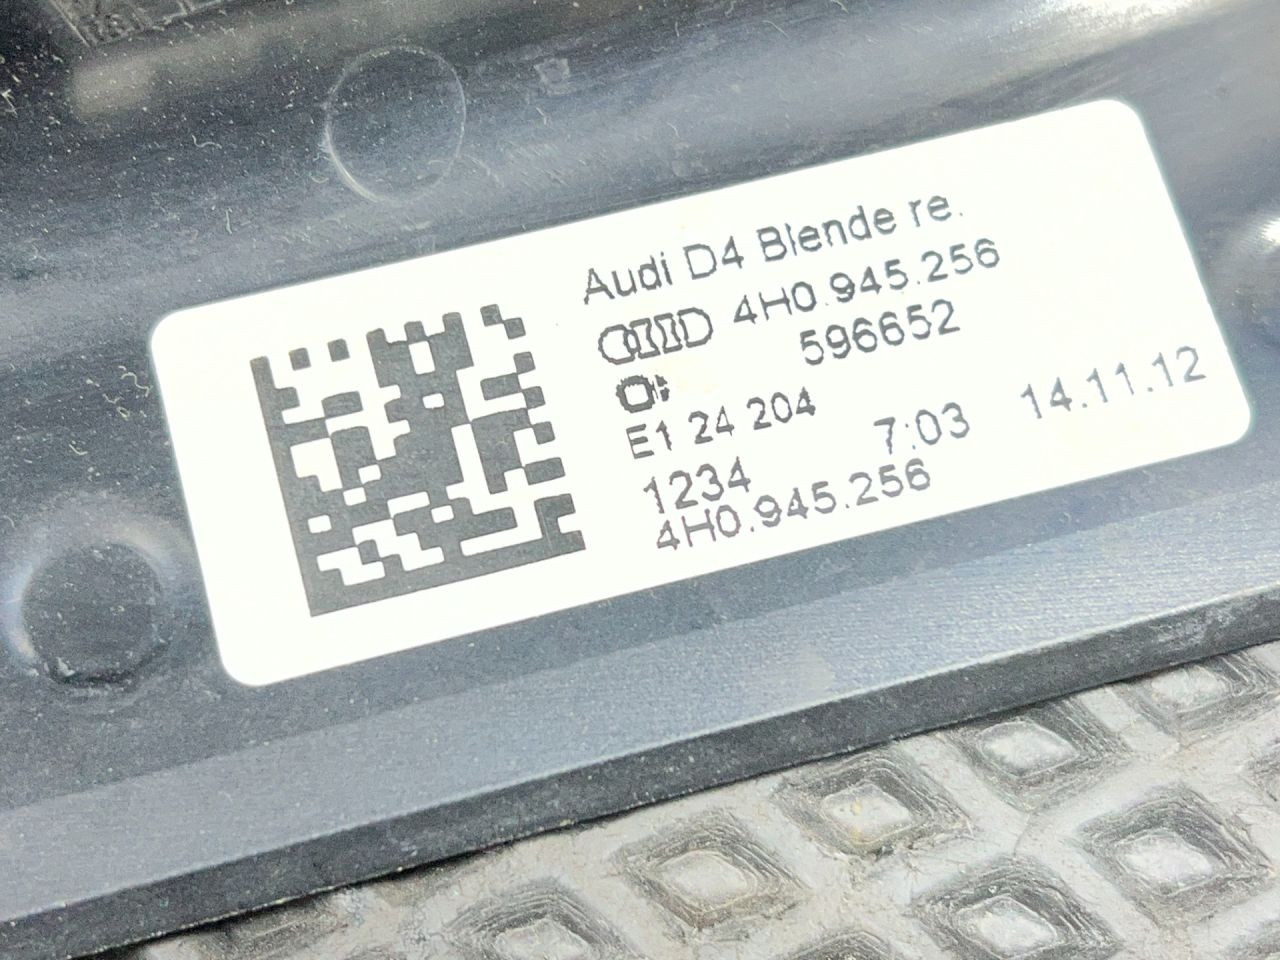 Audi D4 Blende re.
4H0.945.256
596652
E1 24 204
1234 7:03 14.11.12
4H0.945.256